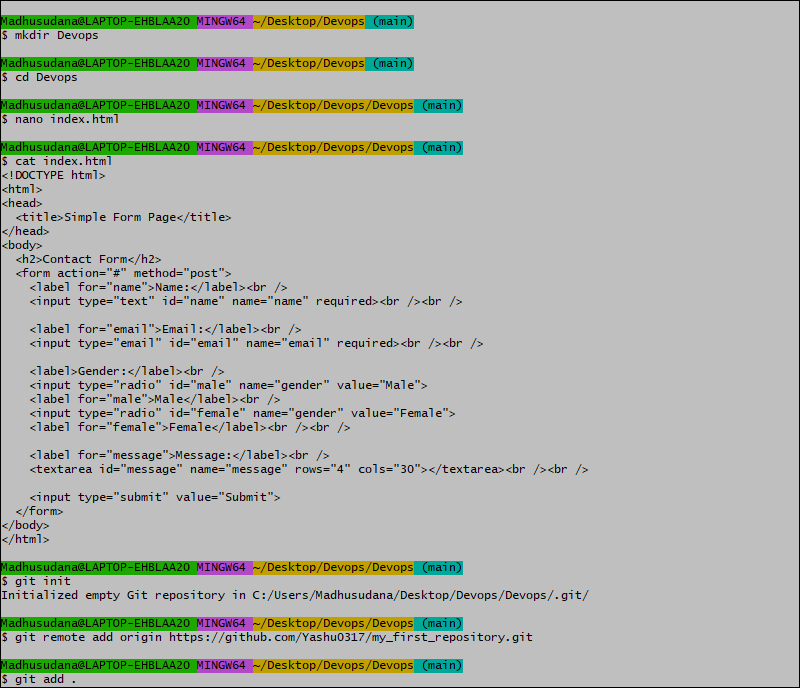 Madhusudana@LAPTOP-EHBLAA2O MINGW64 ~/Desktop/Devops (main)
$ mkdir Devops
Madhusudana@LAPTOP-EHBLAA2O MINGW64 ~/Desktop/Devops (main)
$ cd Devops
Madhusudana@LAPTOP-EHBLAA2O MINGW64 ~/Desktop/Devops/Devops (main)
$ nano index.html
Madhusudana@LAPTOP-EHBLAA2O MINGW64 ~/Desktop/Devops/Devops (main)
$ cat index.html
<!DOCTYPE html>
<html>
<head>
  <title>Simple Form Page</title>
</head>
<body>
  <h2>Contact Form</h2>
  <form action="#" method="post">
    <label for="name">Name:</label><br />
    <input type="text" id="name" name="name" required><br /><br />
    <label for="email">Email:</label><br />
    <input type="email" id="email" name="email" required><br /><br />
    <label>Gender:</label><br />
    <input type="radio" id="male" name="gender" value="Male">
    <label for="male">Male</label><br />
    <input type="radio" id="female" name="gender" value="Female">
    <label for="female">Female</label><br /><br />
    <label for="message">Message:</label><br />
    <textarea id="message" name="message" rows="4" cols="30"></textarea><br /><br />
    <input type="submit" value="Submit">
  </form>
</body>
</html>
Madhusudana@LAPTOP-EHBLAA2O MINGW64 ~/Desktop/Devops/Devops (main)
$ git init
Initialized empty Git repository in C:/Users/Madhusudana/Desktop/Devops/Devops/.git/
Madhusudana@LAPTOP-EHBLAA2O MINGW64 ~/Desktop/Devops/Devops (main)
$ git remote add origin https://github.com/Yashu0317/my_first_repository.git
Madhusudana@LAPTOP-EHBLAA2O MINGW64 ~/Desktop/Devops/Devops (main)
$ git add .